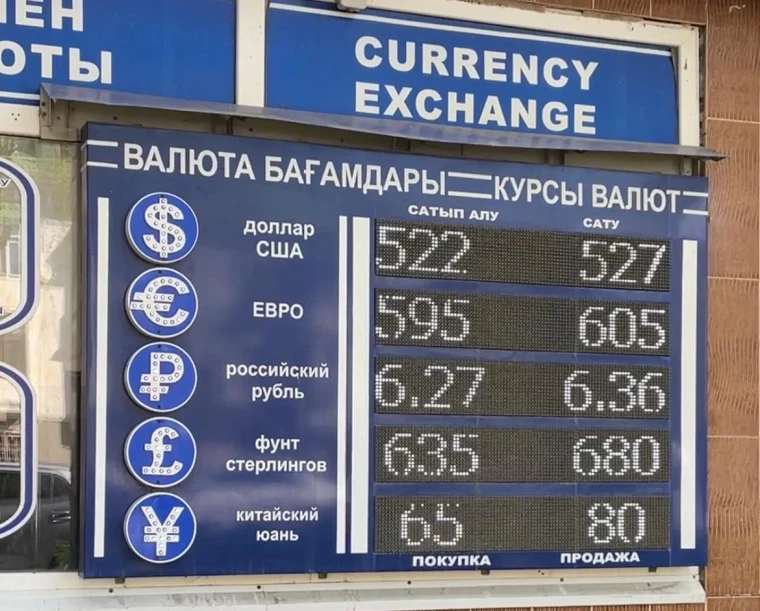 ЕН
ОТЫ
CURRENCY
EXCHANGE
ВАЛЮТА БАҒАМДАРЫ КУРСЫ ВАЛЮТ
САТЫП АЛУ САТУ
$ доллар
США 522 527
€ ЕВРО 595 605
₽ российский
рубль 6.27 6.36
£ фунт
стерлингов 635 680
¥ китайский
юань 65 80
ПОКУПКА ПРОДАЖА